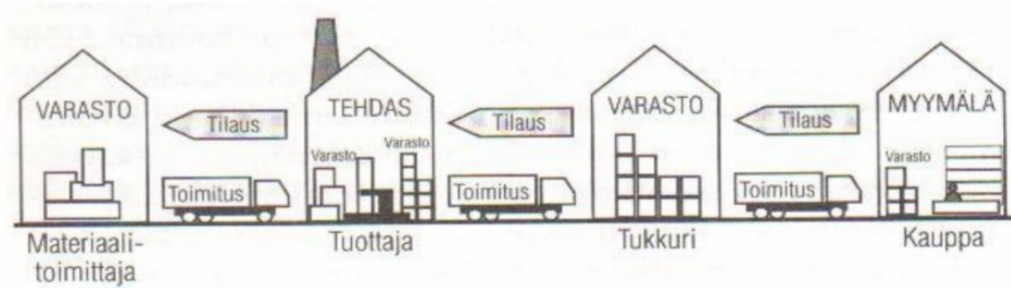 VARASTO
Tilaus
TEHDAS
Tilaus
VARASTO
Tilaus
MYYMÄLÄ
Varasto
Varasto
Varasto
Toimitus
Toimitus
Toimitus
Materiaali-
toimittaja
Tuottaja
Tukkuri
Kauppa